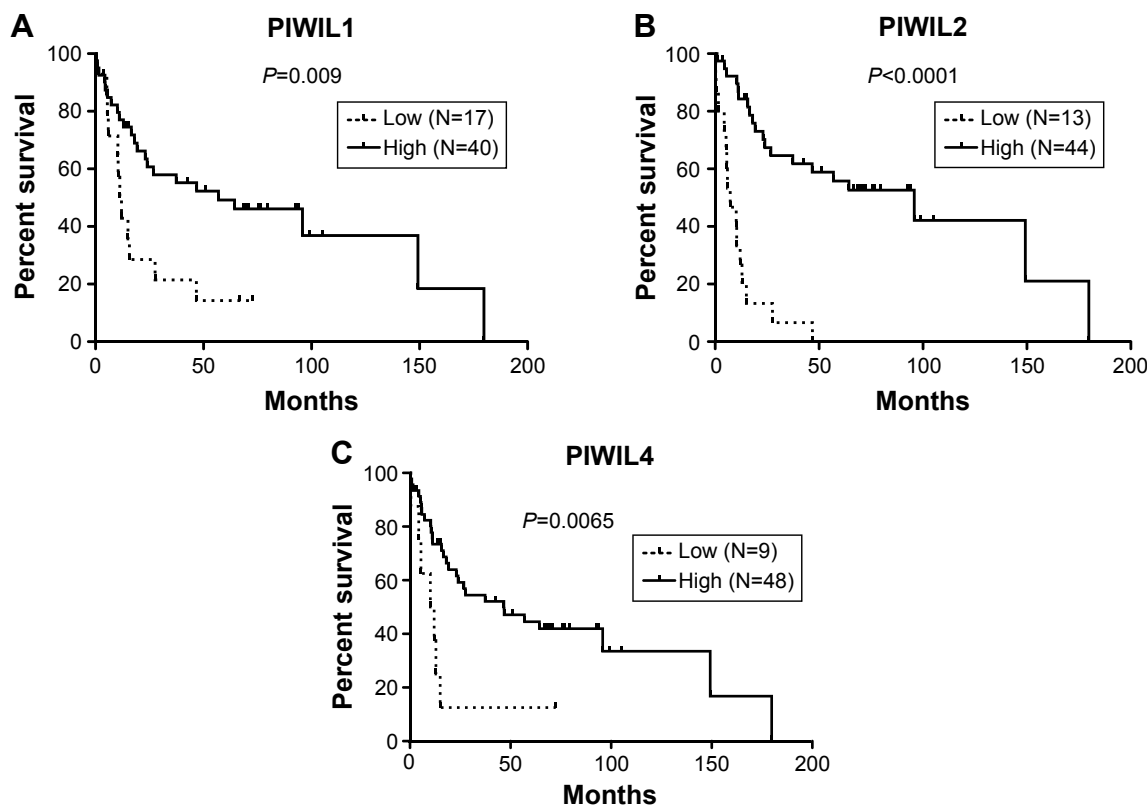 A
PIWIL1
100
80
60
40
20
0
Percent survival
P=0.009
Low (N=17)
High (N=40)
0 50 100 150 200
Months
B
PIWIL2
100
80
60
40
20
0
Percent survival
P<0.0001
Low (N=13)
High (N=44)
0 50 100 150 200
Months
C
PIWIL4
100
80
60
40
20
0
Percent survival
P=0.0065
Low (N=9)
High (N=48)
0 50 100 150 200
Months